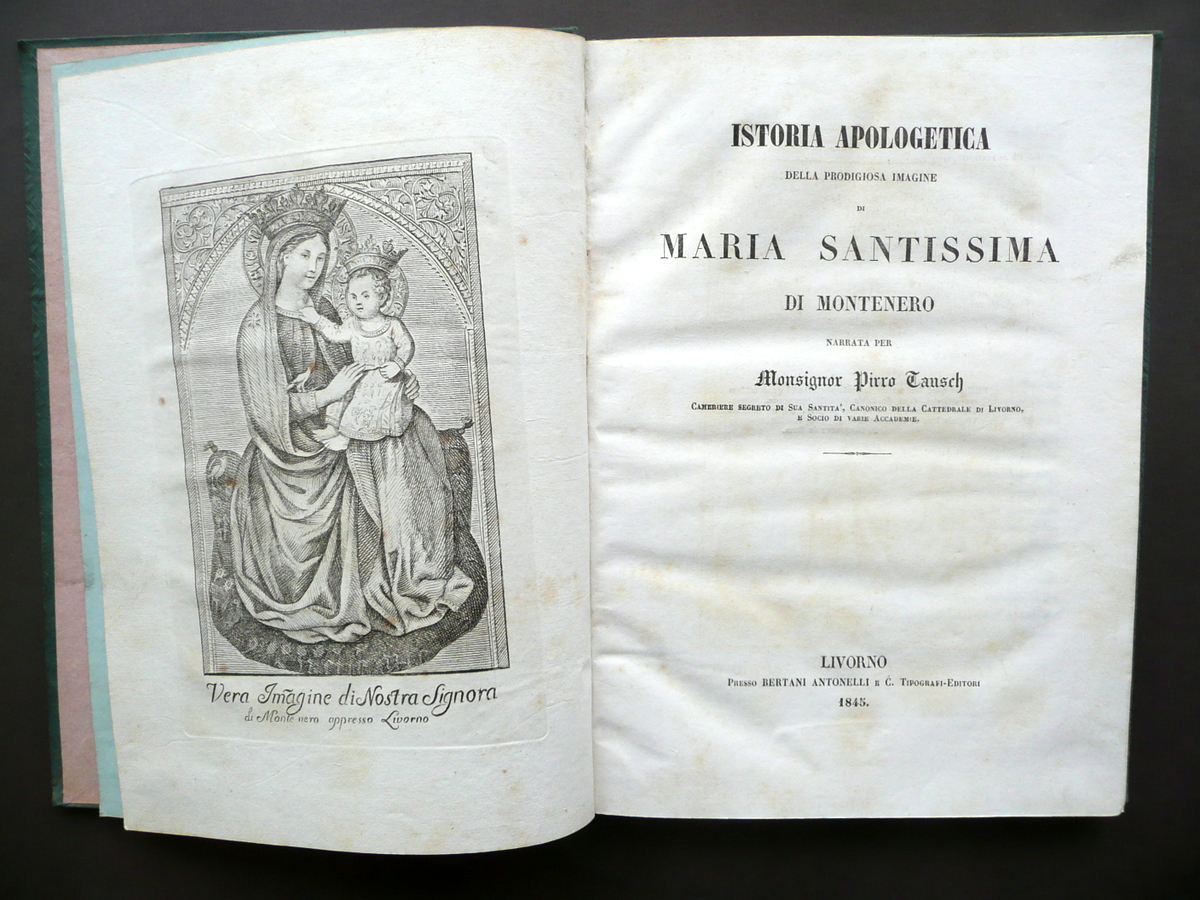 Vera Imagine di Nostra Signora
di Monte nero appresso Livorno
ISTORIA APOLOGETICA
DELLA PRODIGIOSA IMAGINE
DI
MARIA SANTISSIMA
DI MONTENERO
NARRATA PER
Monsignor Pirro Tausch
CAMERIERE SEGRETO DI SUA SANTITA', CANONICO DELLA CATTEDRALE DI LIVORNO,
E SOCIO DI VARIE ACCADEMIE.
LIVORNO
PRESSO BERTANI ANTONELLI E C. TIPOGRAFI-EDITORI
1845.